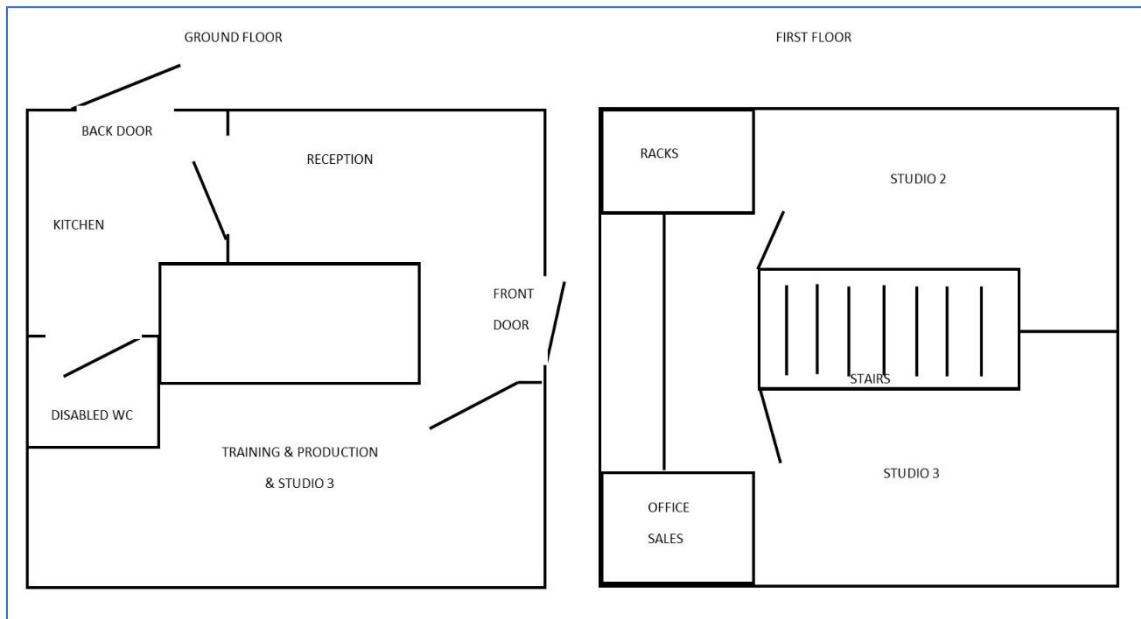 GROUND FLOOR
BACK DOOR
RECEPTION
KITCHEN
FRONT
DOOR
DISABLED WC
TRAINING & PRODUCTION
& STUDIO 3
FIRST FLOOR
RACKS
STUDIO 2
STAIRS
STUDIO 3
OFFICE
SALES